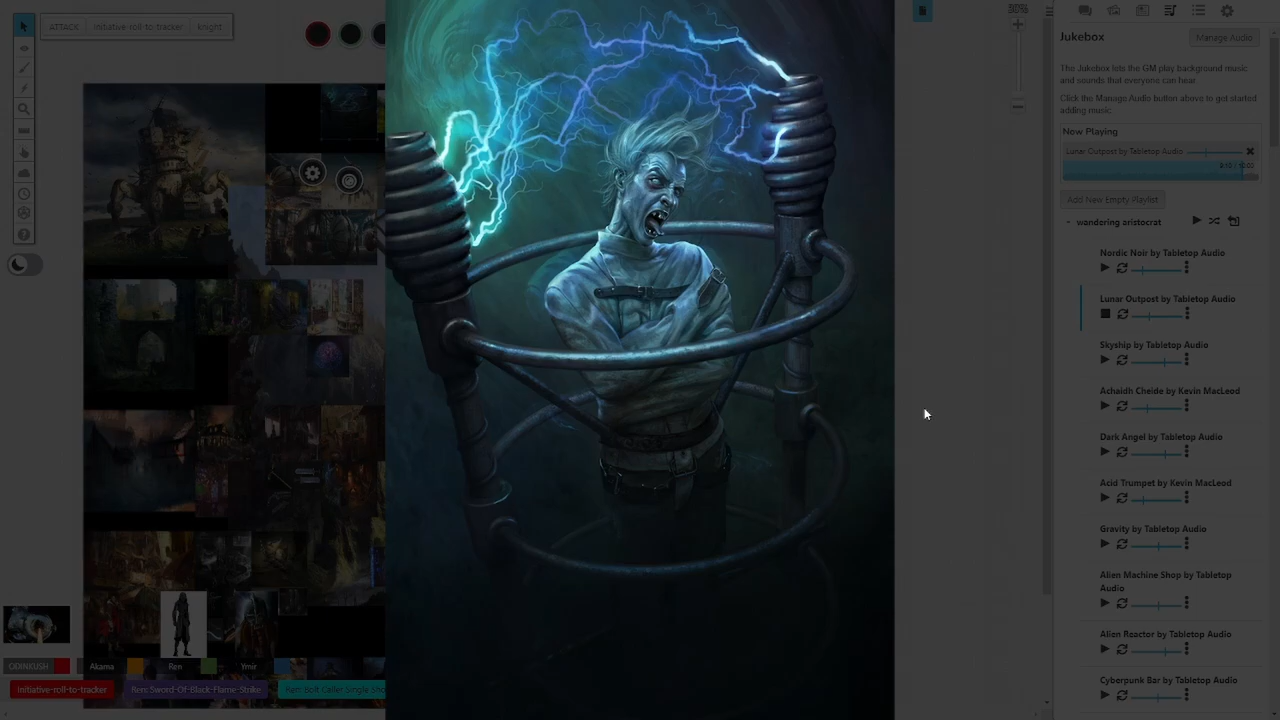 ATTACK
Initiative-roll-to-tracker
knight
Jukebox
Manage Audio
The Jukebox lets the GM play background music
and sounds that everyone can hear.
Click the Manage Audio button above to get started
adding music.
Now Playing
Lunar Outpost by Tabletop Audio
Add New Empty Playlist
wandering aristocrat
Nordic Noir by Tabletop Audio
Lunar Outpost by Tabletop Audio
Skyship by Tabletop Audio
Achaidh Cheide by Kevin MacLeod
Dark Angel by Tabletop Audio
Acid Trumpet by Kevin MacLeod
Gravity by Tabletop Audio
Alien Machine Shop by Tabletop
Audio
Alien Reactor by Tabletop Audio
Cyberpunk Bar by Tabletop Audio
ODINKUSH
Akama
Ren
Ymir
Initiative-roll-to-tracker
Ren: Sword-Of-Black-Flame-Strike